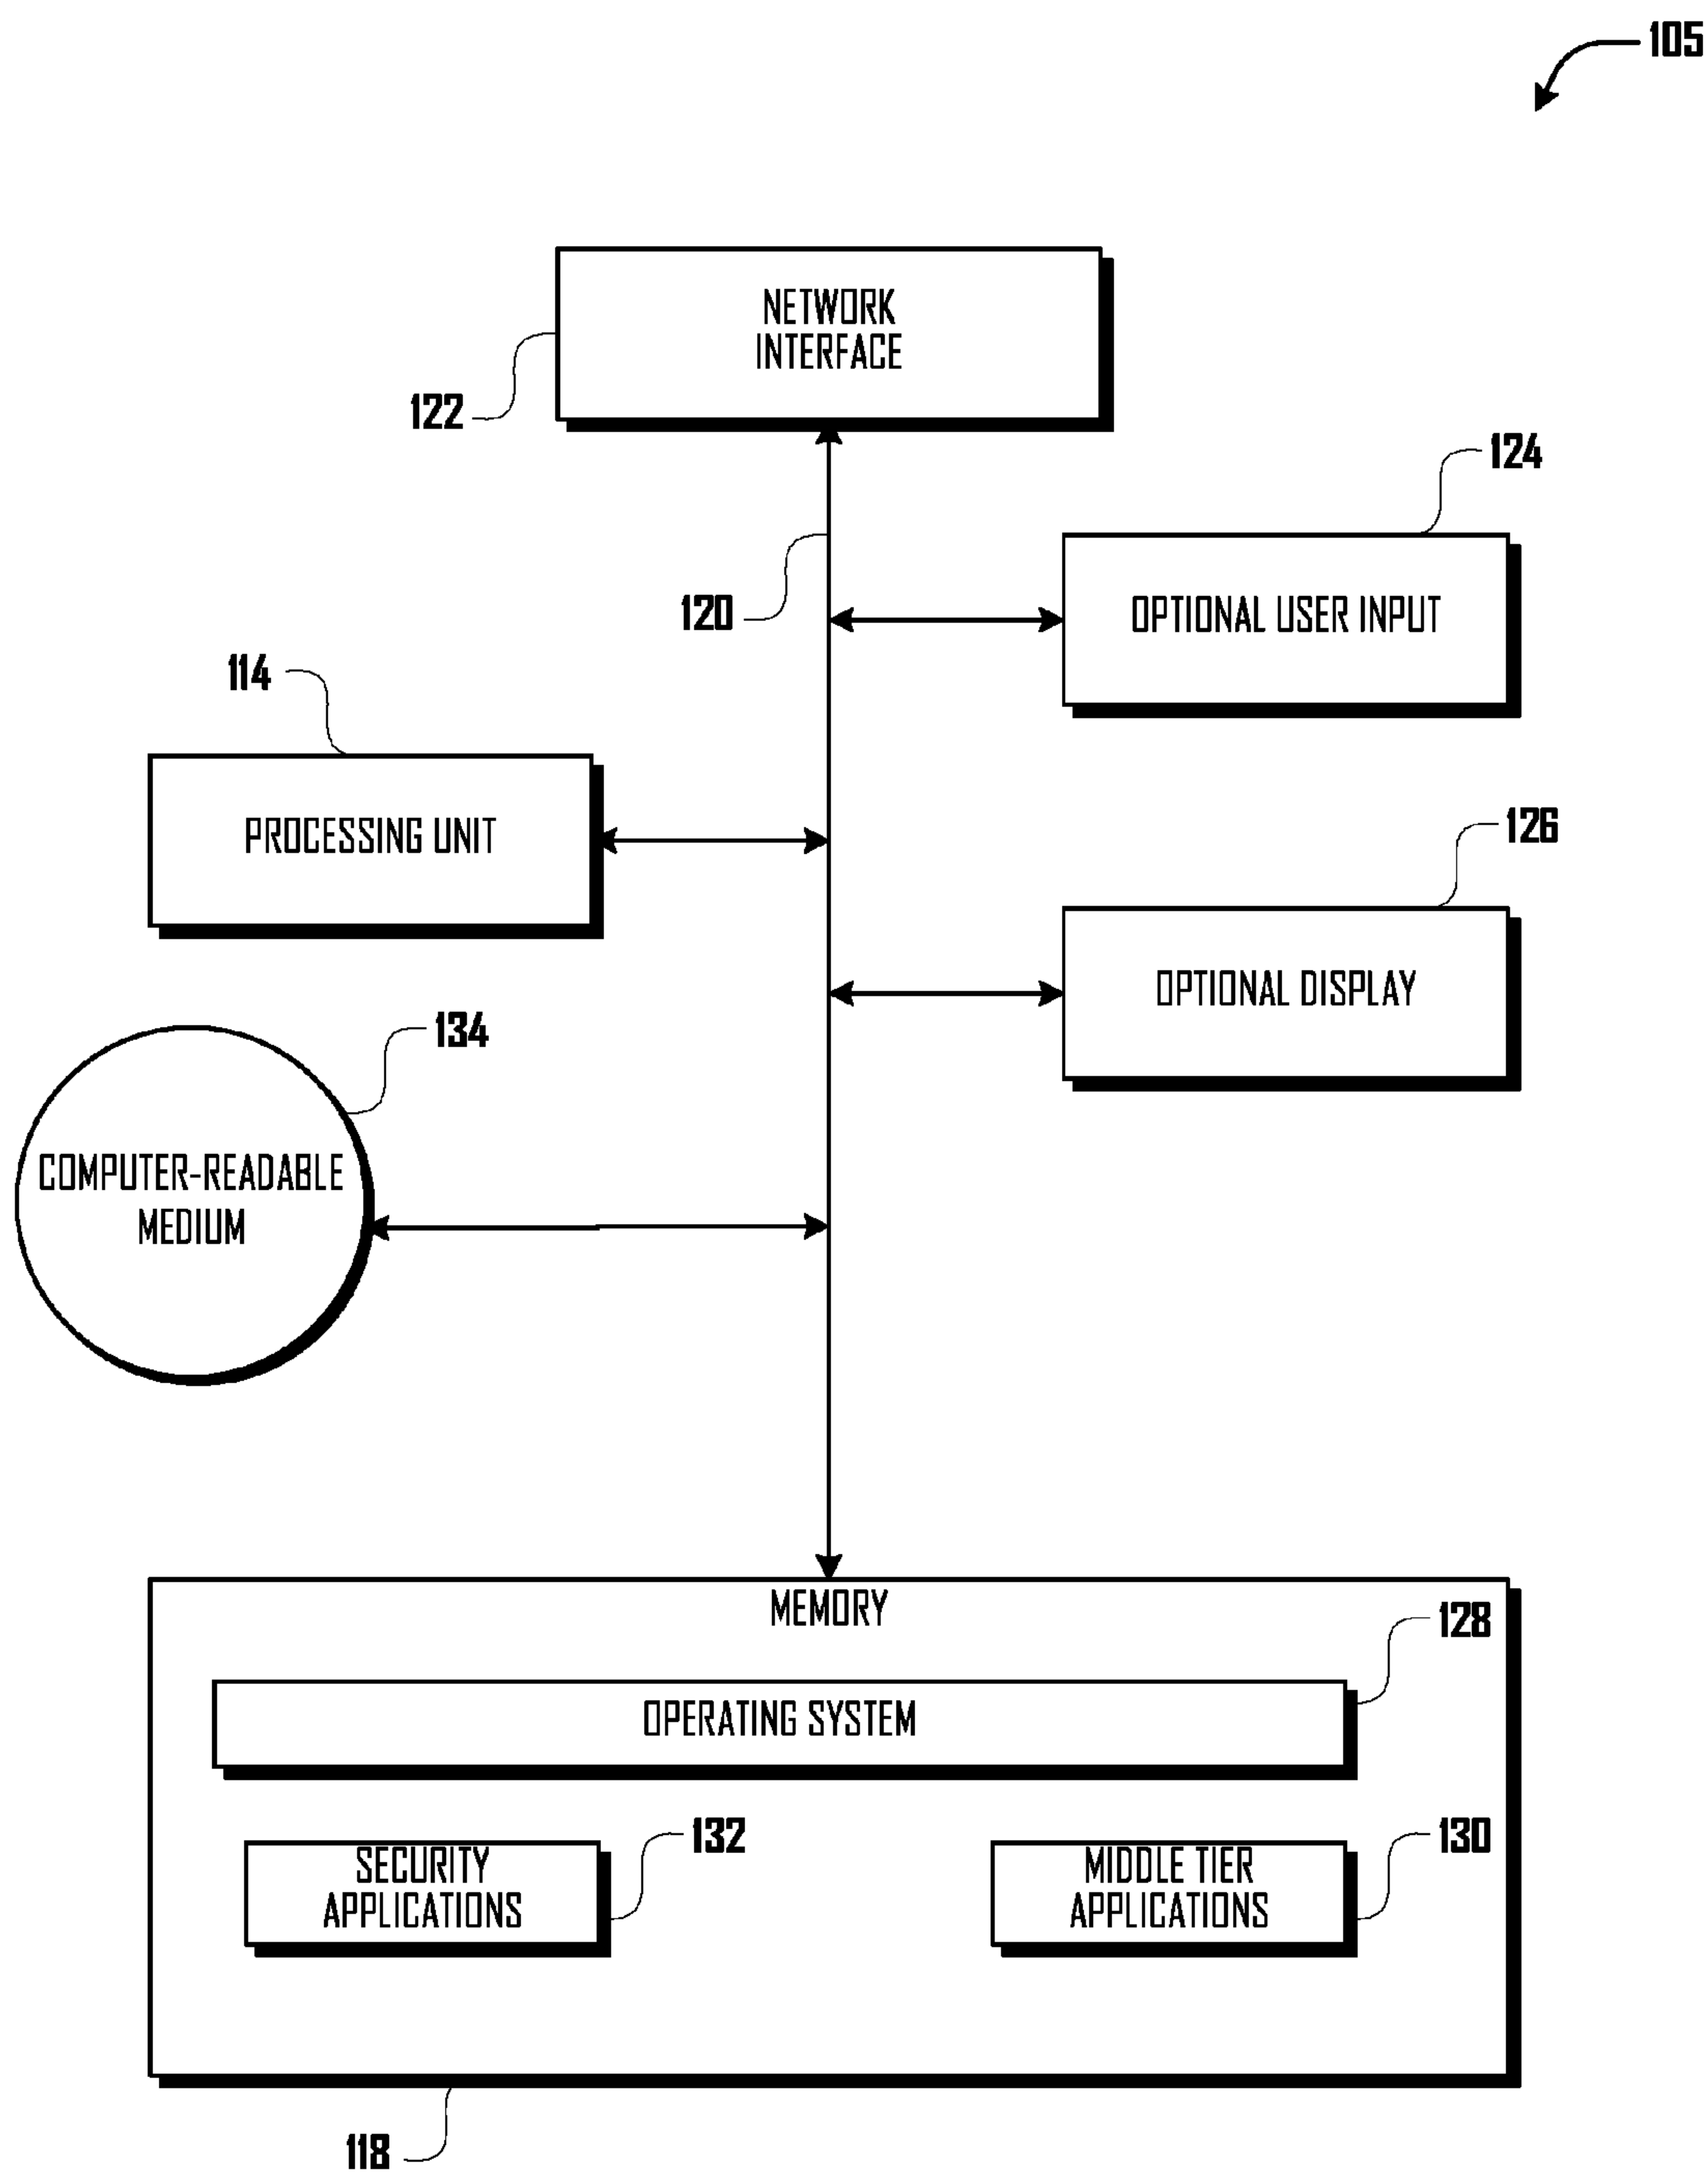 105
NETWORK
INTERFACE
122
124
120
OPTIONAL USER INPUT
114
PROCESSING UNIT
126
OPTIONAL DISPLAY
134
COMPUTER-READABLE
MEDIUM
MEMORY
128
OPERATING SYSTEM
132
130
SECURITY
APPLICATIONS
MIDDLE TIER
APPLICATIONS
118